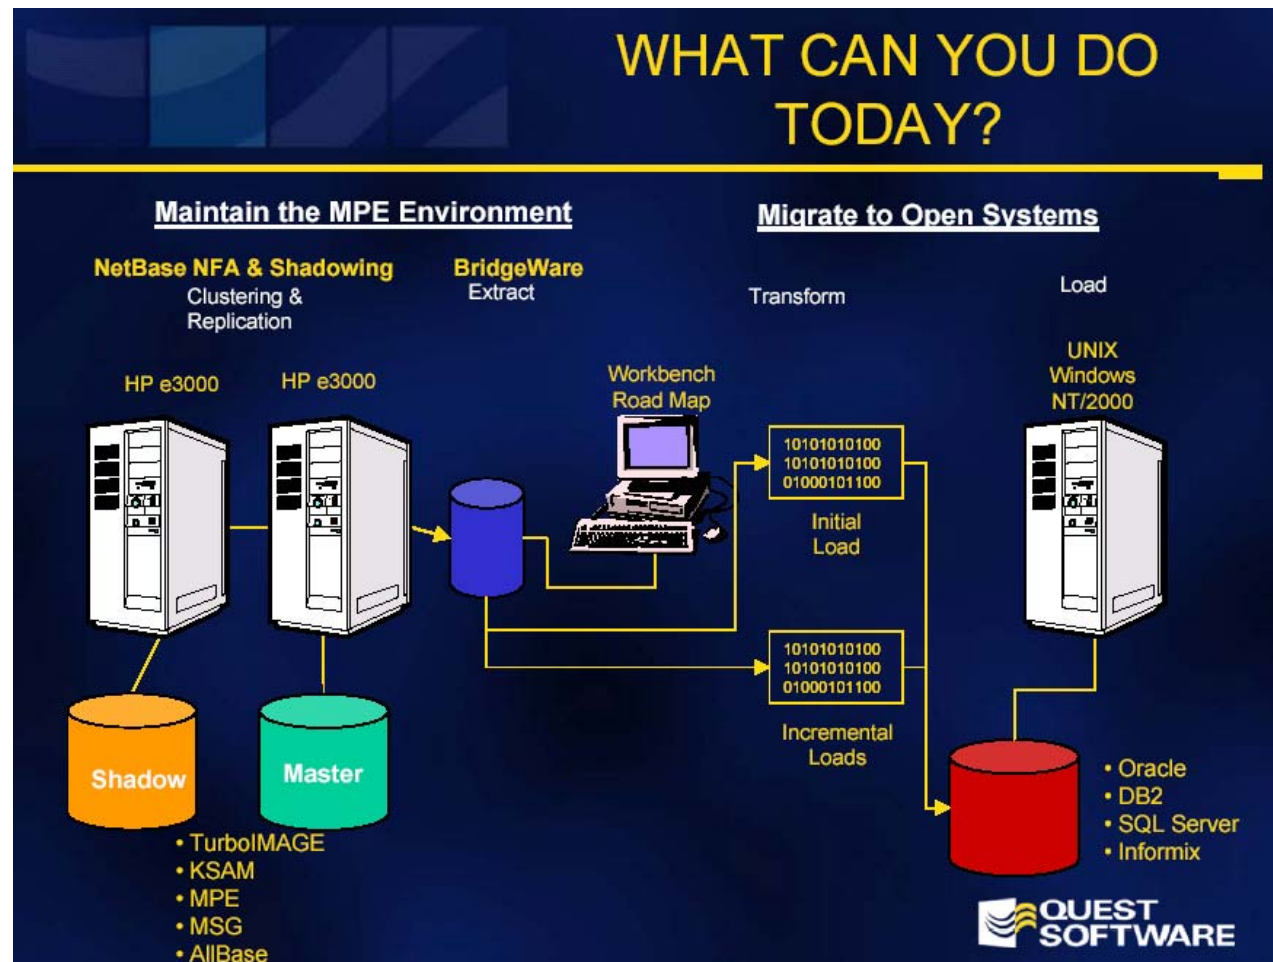 WHAT CAN YOU DO
TODAY?
Maintain the MPE Environment
Migrate to Open Systems
NetBase NFA & Shadowing
Clustering &
Replication
BridgeWare
Extract
Transform
Load
HP e3000
HP e3000
Workbench
Road Map
UNIX
Windows
NT/2000
10101010100
10101010100
01000101100
Initial
Load
10101010100
10101010100
01000101100
Incremental
Loads
Shadow
Master
• TurboIMAGE
• KSAM
• MPE
• MSG
• AllBase
• Oracle
• DB2
• SQL Server
• Informix
QUEST
SOFTWARE